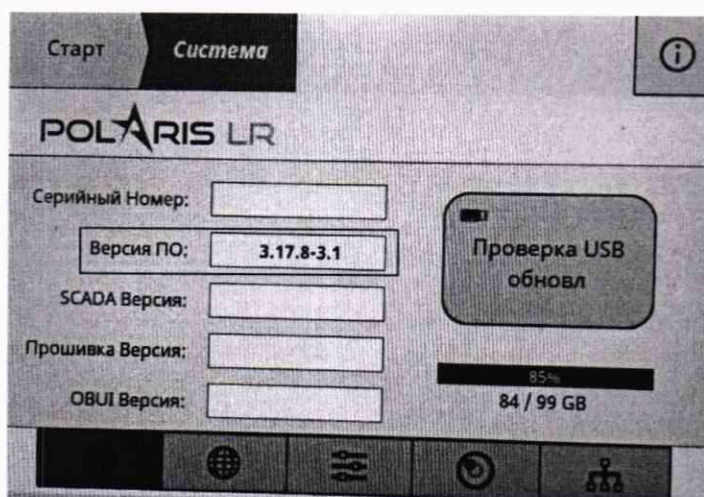 Старт
Система
POLARIS LR
Серийный Номер:
Версия ПО: 3.17.8-3.1
SCADA Версия:
Прошивка Версия:
OBUI Версия:
Проверка USB
обновл
85%
84 / 99 GB